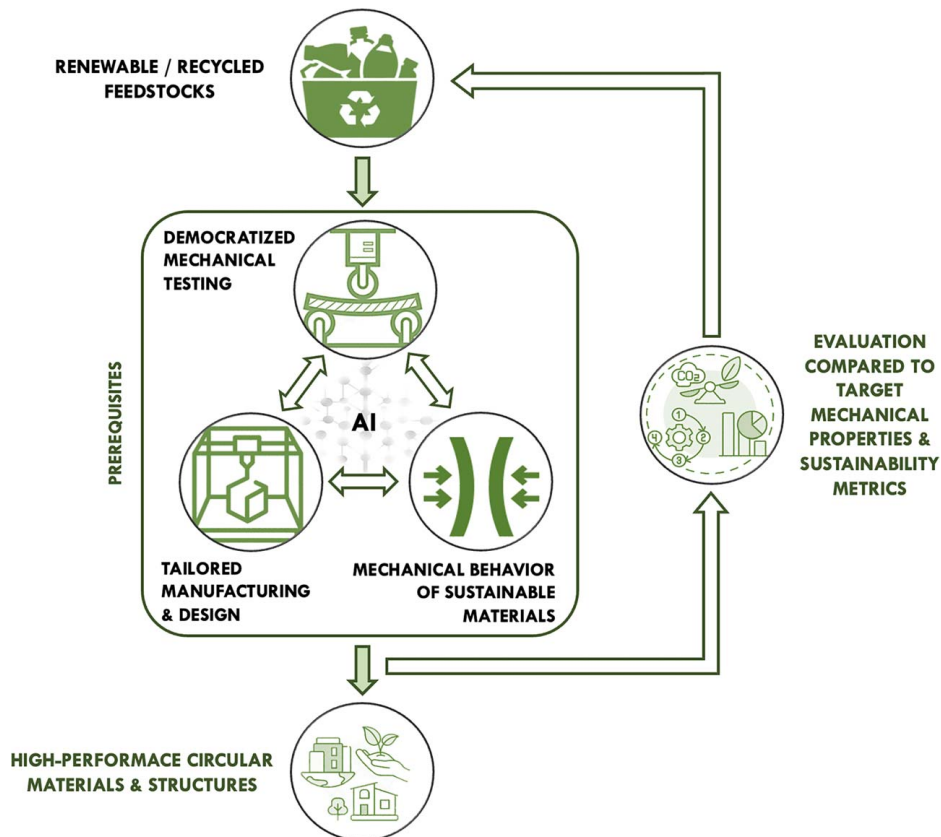 RENEWABLE / RECYCLED
FEEDSTOCKS
DEMOCRATIZED
MECHANICAL
TESTING
PREREQUISITES
AI
TAILORED
MANUFACTURING
& DESIGN
MECHANICAL BEHAVIOR
OF SUSTAINABLE
MATERIALS
EVALUATION
COMPARED TO
TARGET
MECHANICAL
PROPERTIES &
SUSTAINABILITY
METRICS
CO2
1
2
3
4
HIGH-PERFORMACE CIRCULAR
MATERIALS & STRUCTURES